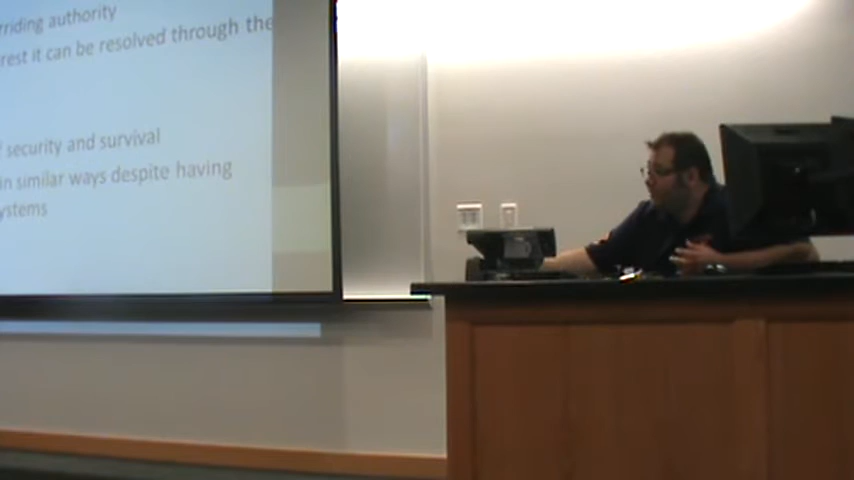 rriding authority
rest it can be resolved through the
security and survival
in similar ways despite having
ystems